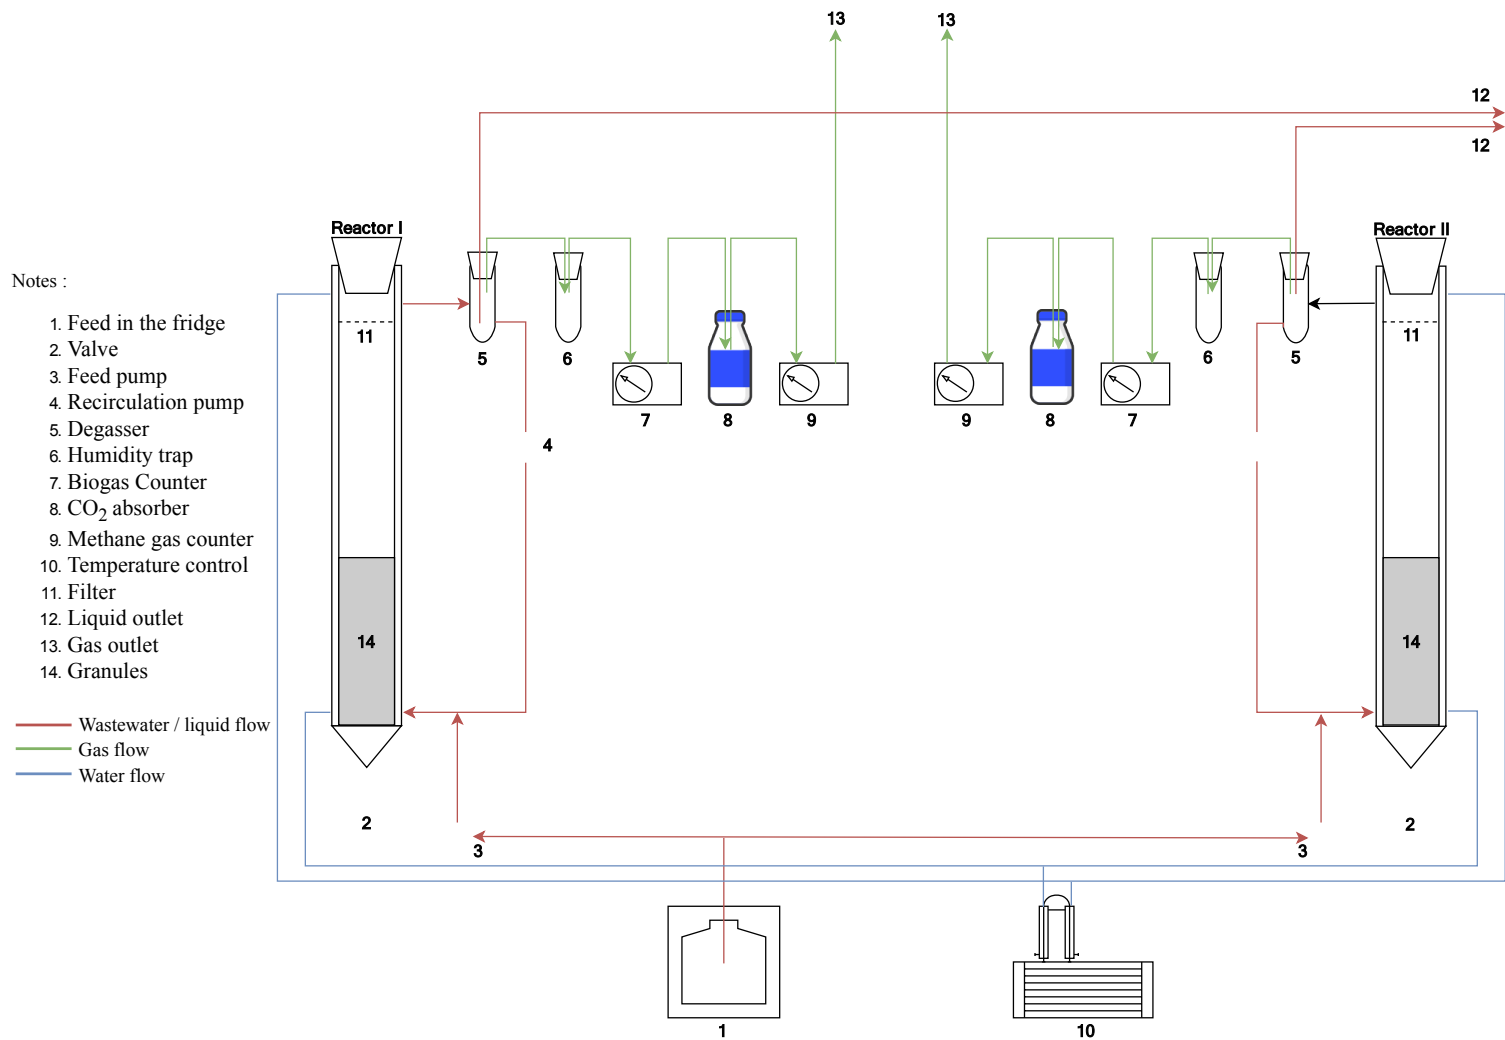 13 13
12
12
Reactor I
Reactor II
Notes :
1. Feed in the fridge
2. Valve
3. Feed pump
4. Recirculation pump
5. Degasser
6. Humidity trap
7. Biogas Counter
8. CO2 absorber
9. Methane gas counter
10. Temperature control
11. Filter
12. Liquid outlet
13. Gas outlet
14. Granules
Wastewater / liquid flow
Gas flow
Water flow
11 5 6 6 5 11
7 8 9 9 8 7
4
14 14
2 2
3 3
1 10